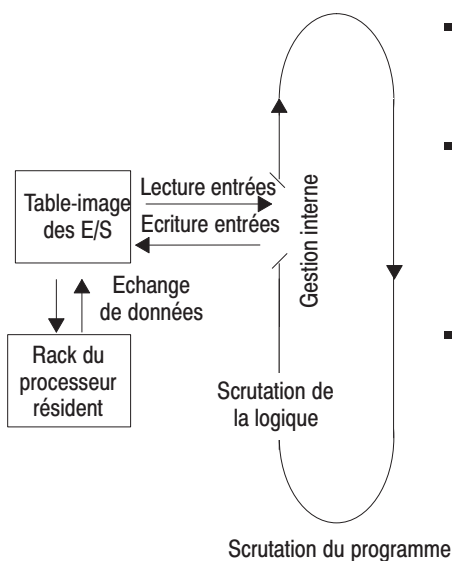 Table-image
des E/S
Lecture entrées
Ecriture entrées
Gestion interne
Echange
de données
Rack du
processeur
résident
Scrutation de
la logique
Scrutation du programme